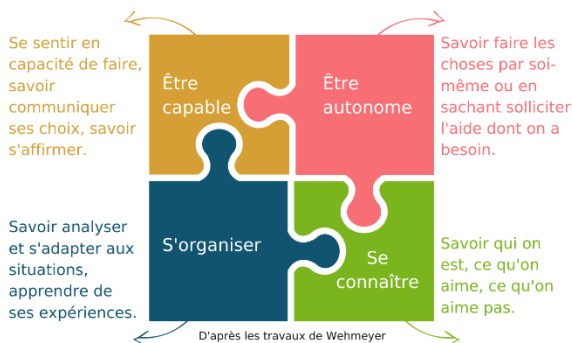 Se sentir en
capacité de faire,
savoir
communiquer
ses choix, savoir
s'affirmer.
Être
capable
Être
autonome
Savoir faire les
choses par soi-
même ou en
sachant solliciter
l'aide dont on a
besoin.
Savoir analyser
et s'adapter aux
situations,
apprendre de
ses expériences.
S'organiser
Se
connaître
Savoir qui on
est, ce qu'on
aime, ce qu'on
aime pas.
D'après les travaux de Wehmeyer